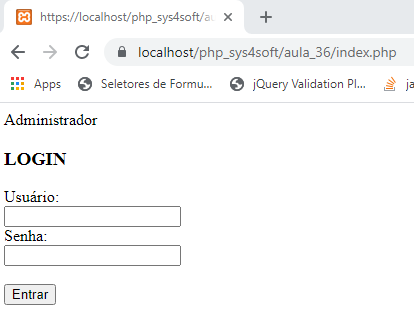 https://localhost/php_sys4soft/au
localhost/php_sys4soft/aula_36/index.php
Apps Seletores de Formu... jQuery Validation Pl... ja
Administrador
LOGIN
Usuário:
Senha:
Entrar